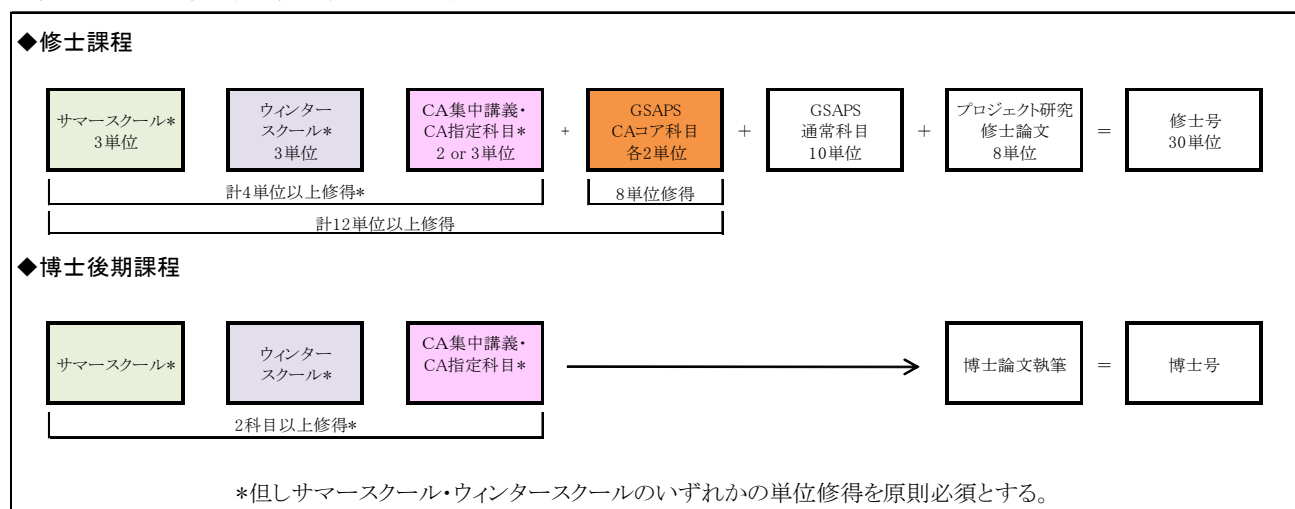 ◆修士課程
サマースクール*
3単位
ウィンター
スクール*
3単位
CA集中講義・
CA指定科目*
2 or 3単位
+
GSAPS
CAコア科目
各2単位
+
GSAPS
通常科目
10単位
+
プロジェクト研究
修士論文
8単位
=
修士号
30単位
計4単位以上修得*
8単位修得
計12単位以上修得
◆博士後期課程
サマースクール*
ウィンター
スクール*
CA集中講義・
CA指定科目*
博士論文執筆
=
博士号
2科目以上修得*
*但しサマースクール・ウィンタースクールのいずれかの単位修得を原則必須とする。